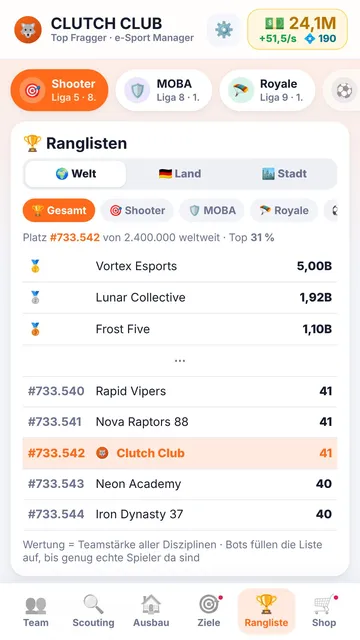 CLUTCH CLUB
Top Fragger · e-Sport Manager
24,1M
+51,5/s 190
Shooter
Liga 5 · 8.
MOBA
Liga 8 · 1.
Royale
Liga 9 · 1.
Ranglisten
Welt
Land
Stadt
Gesamt
Shooter
MOBA
Royale
Platz #733.542 von 2.400.000 weltweit · Top 31 %
Vortex Esports 5,00B
Lunar Collective 1,92B
Frost Five 1,10B
...
#733.540 Rapid Vipers 41
#733.541 Nova Raptors 88 41
#733.542 Clutch Club 41
#733.543 Neon Academy 40
#733.544 Iron Dynasty 37 40
Wertung = Teamstärke aller Disziplinen · Bots füllen die Liste
auf, bis genug echte Spieler da sind
Team
Scouting
Ausbau
Ziele
Rangliste
Shop